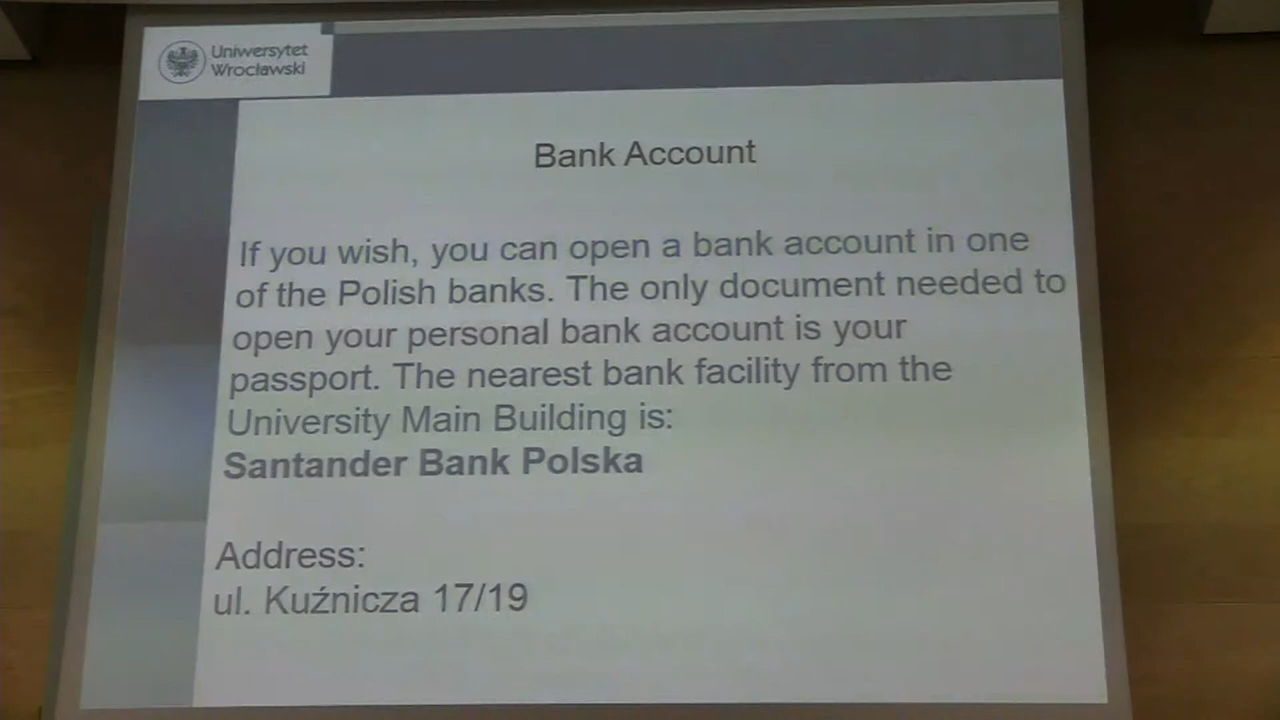 Uniwersytet
Wrocławski
Bank Account
If you wish, you can open a bank account in one
of the Polish banks. The only document needed to
open your personal bank account is your
passport. The nearest bank facility from the
University Main Building is:
Santander Bank Polska
Address:
ul. Kuźnicza 17/19